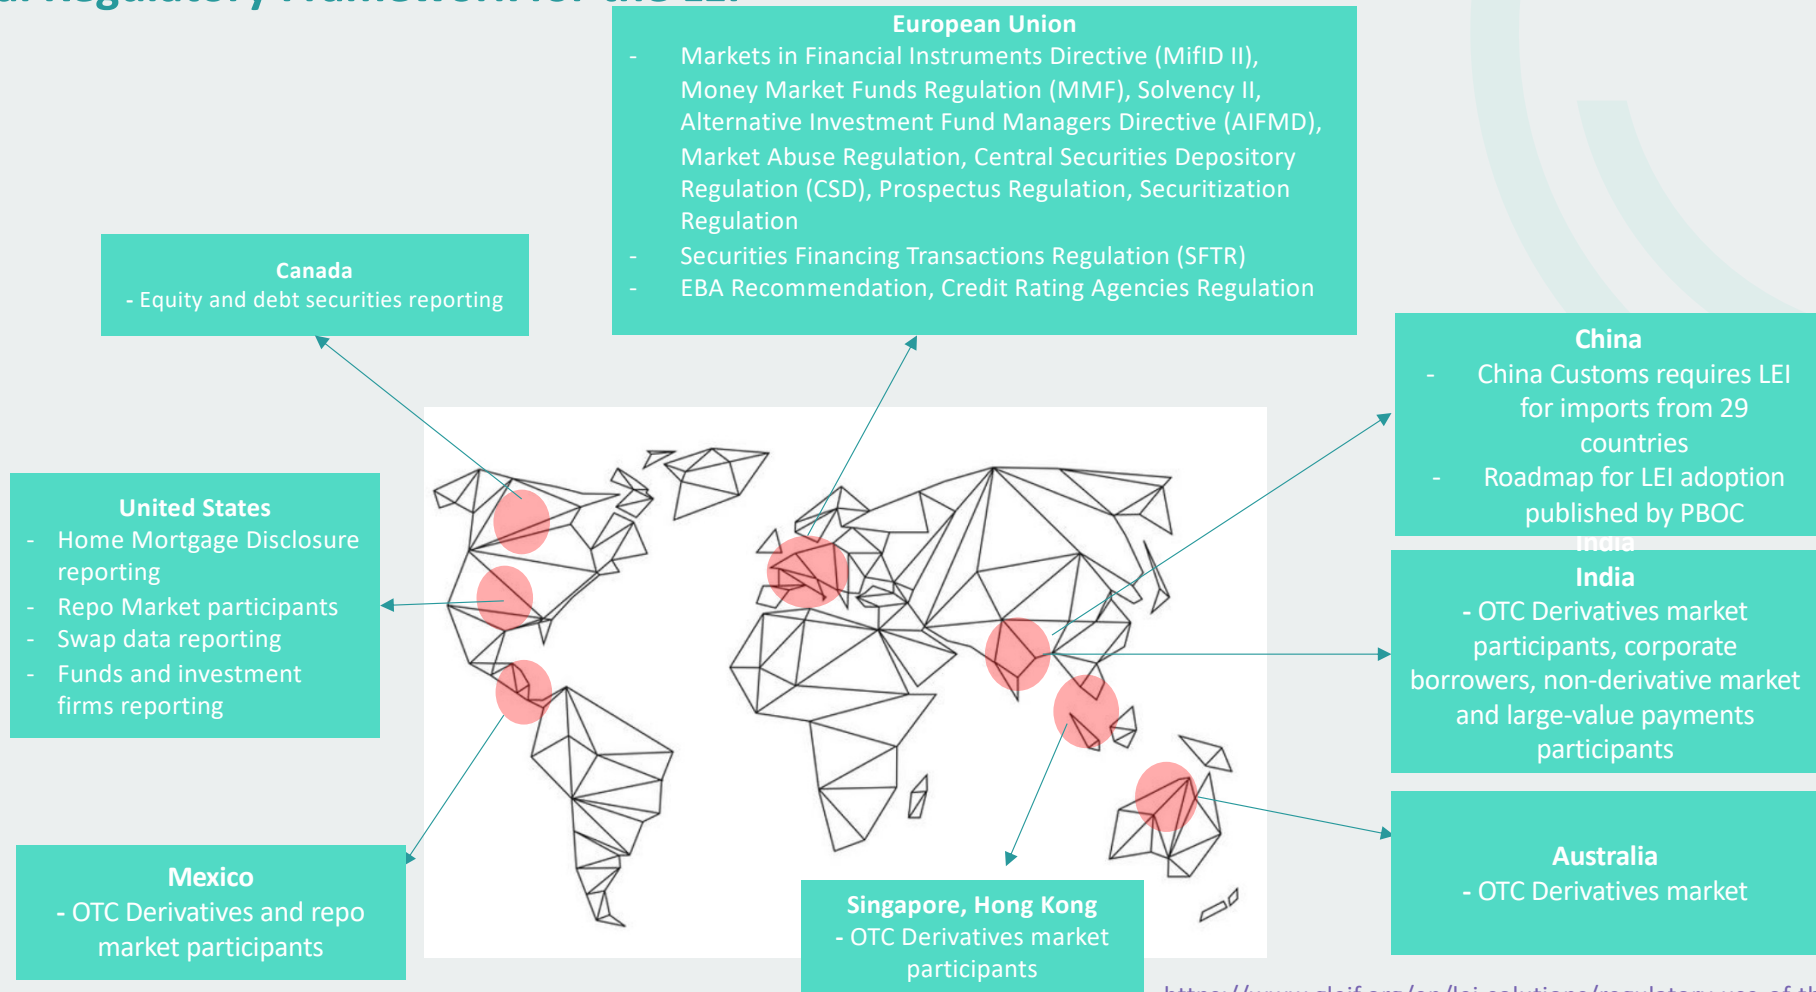 Regulatory Framework for the LEI
European Union
- Markets in Financial Instruments Directive (MifID II),
Money Market Funds Regulation (MMF), Solvency II,
Alternative Investment Fund Managers Directive (AIFMD),
Market Abuse Regulation, Central Securities Depository
Regulation (CSD), Prospectus Regulation, Securitization
Regulation
- Securities Financing Transactions Regulation (SFTR)
- EBA Recommendation, Credit Rating Agencies Regulation
Canada
- Equity and debt securities reporting
China
- China Customs requires LEI
for imports from 29
countries
- Roadmap for LEI adoption
published by PBOC
United States
- Home Mortgage Disclosure
reporting
- Repo Market participants
- Swap data reporting
- Funds and investment
firms reporting
India
India
- OTC Derivatives market
participants, corporate
borrowers, non-derivative market
and large-value payments
participants
Mexico
- OTC Derivatives and repo
market participants
Singapore, Hong Kong
- OTC Derivatives market
participants
Australia
- OTC Derivatives market